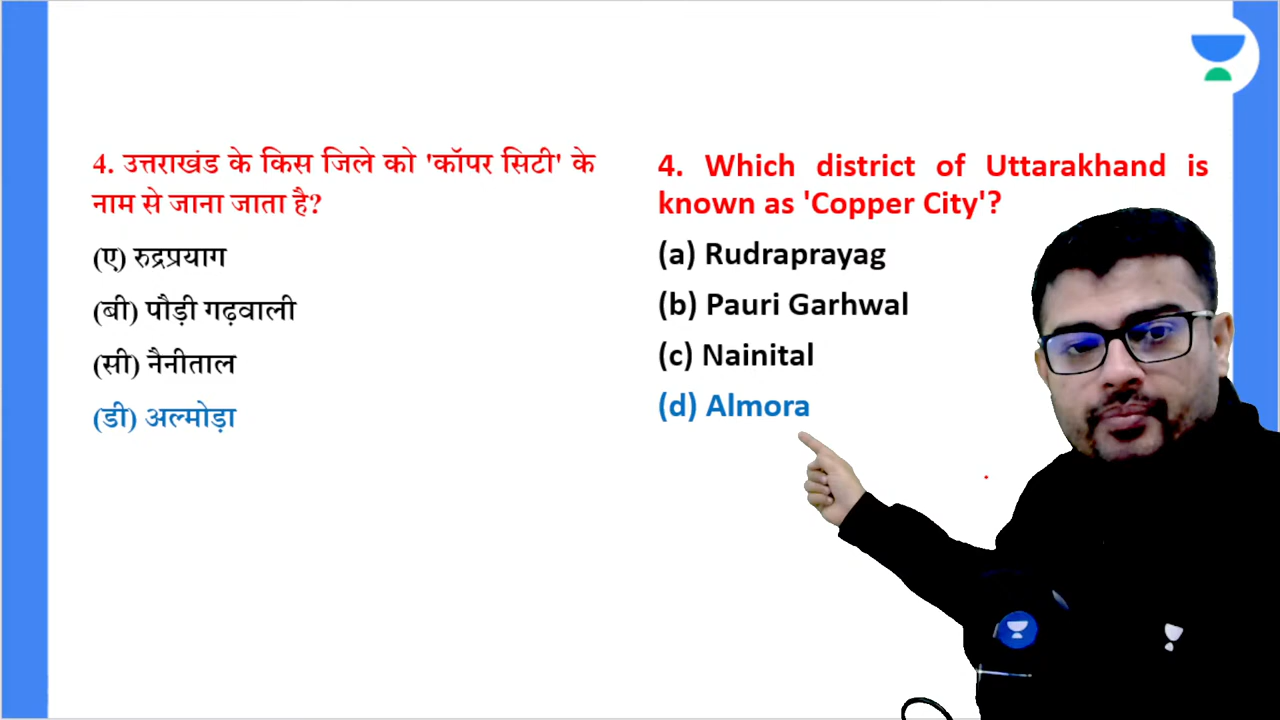 4. उत्तराखंड के किस जिले को 'कॉपर सिटी' के
नाम से जाना जाता है?
(ए) रुद्रप्रयाग
(बी) पौड़ी गढ़वाली
(सी) नैनीताल
(डी) अल्मोड़ा
4. Which district of Uttarakhand is
known as 'Copper City'?
(a) Rudraprayag
(b) Pauri Garhwal
(c) Nainital
(d) Almora